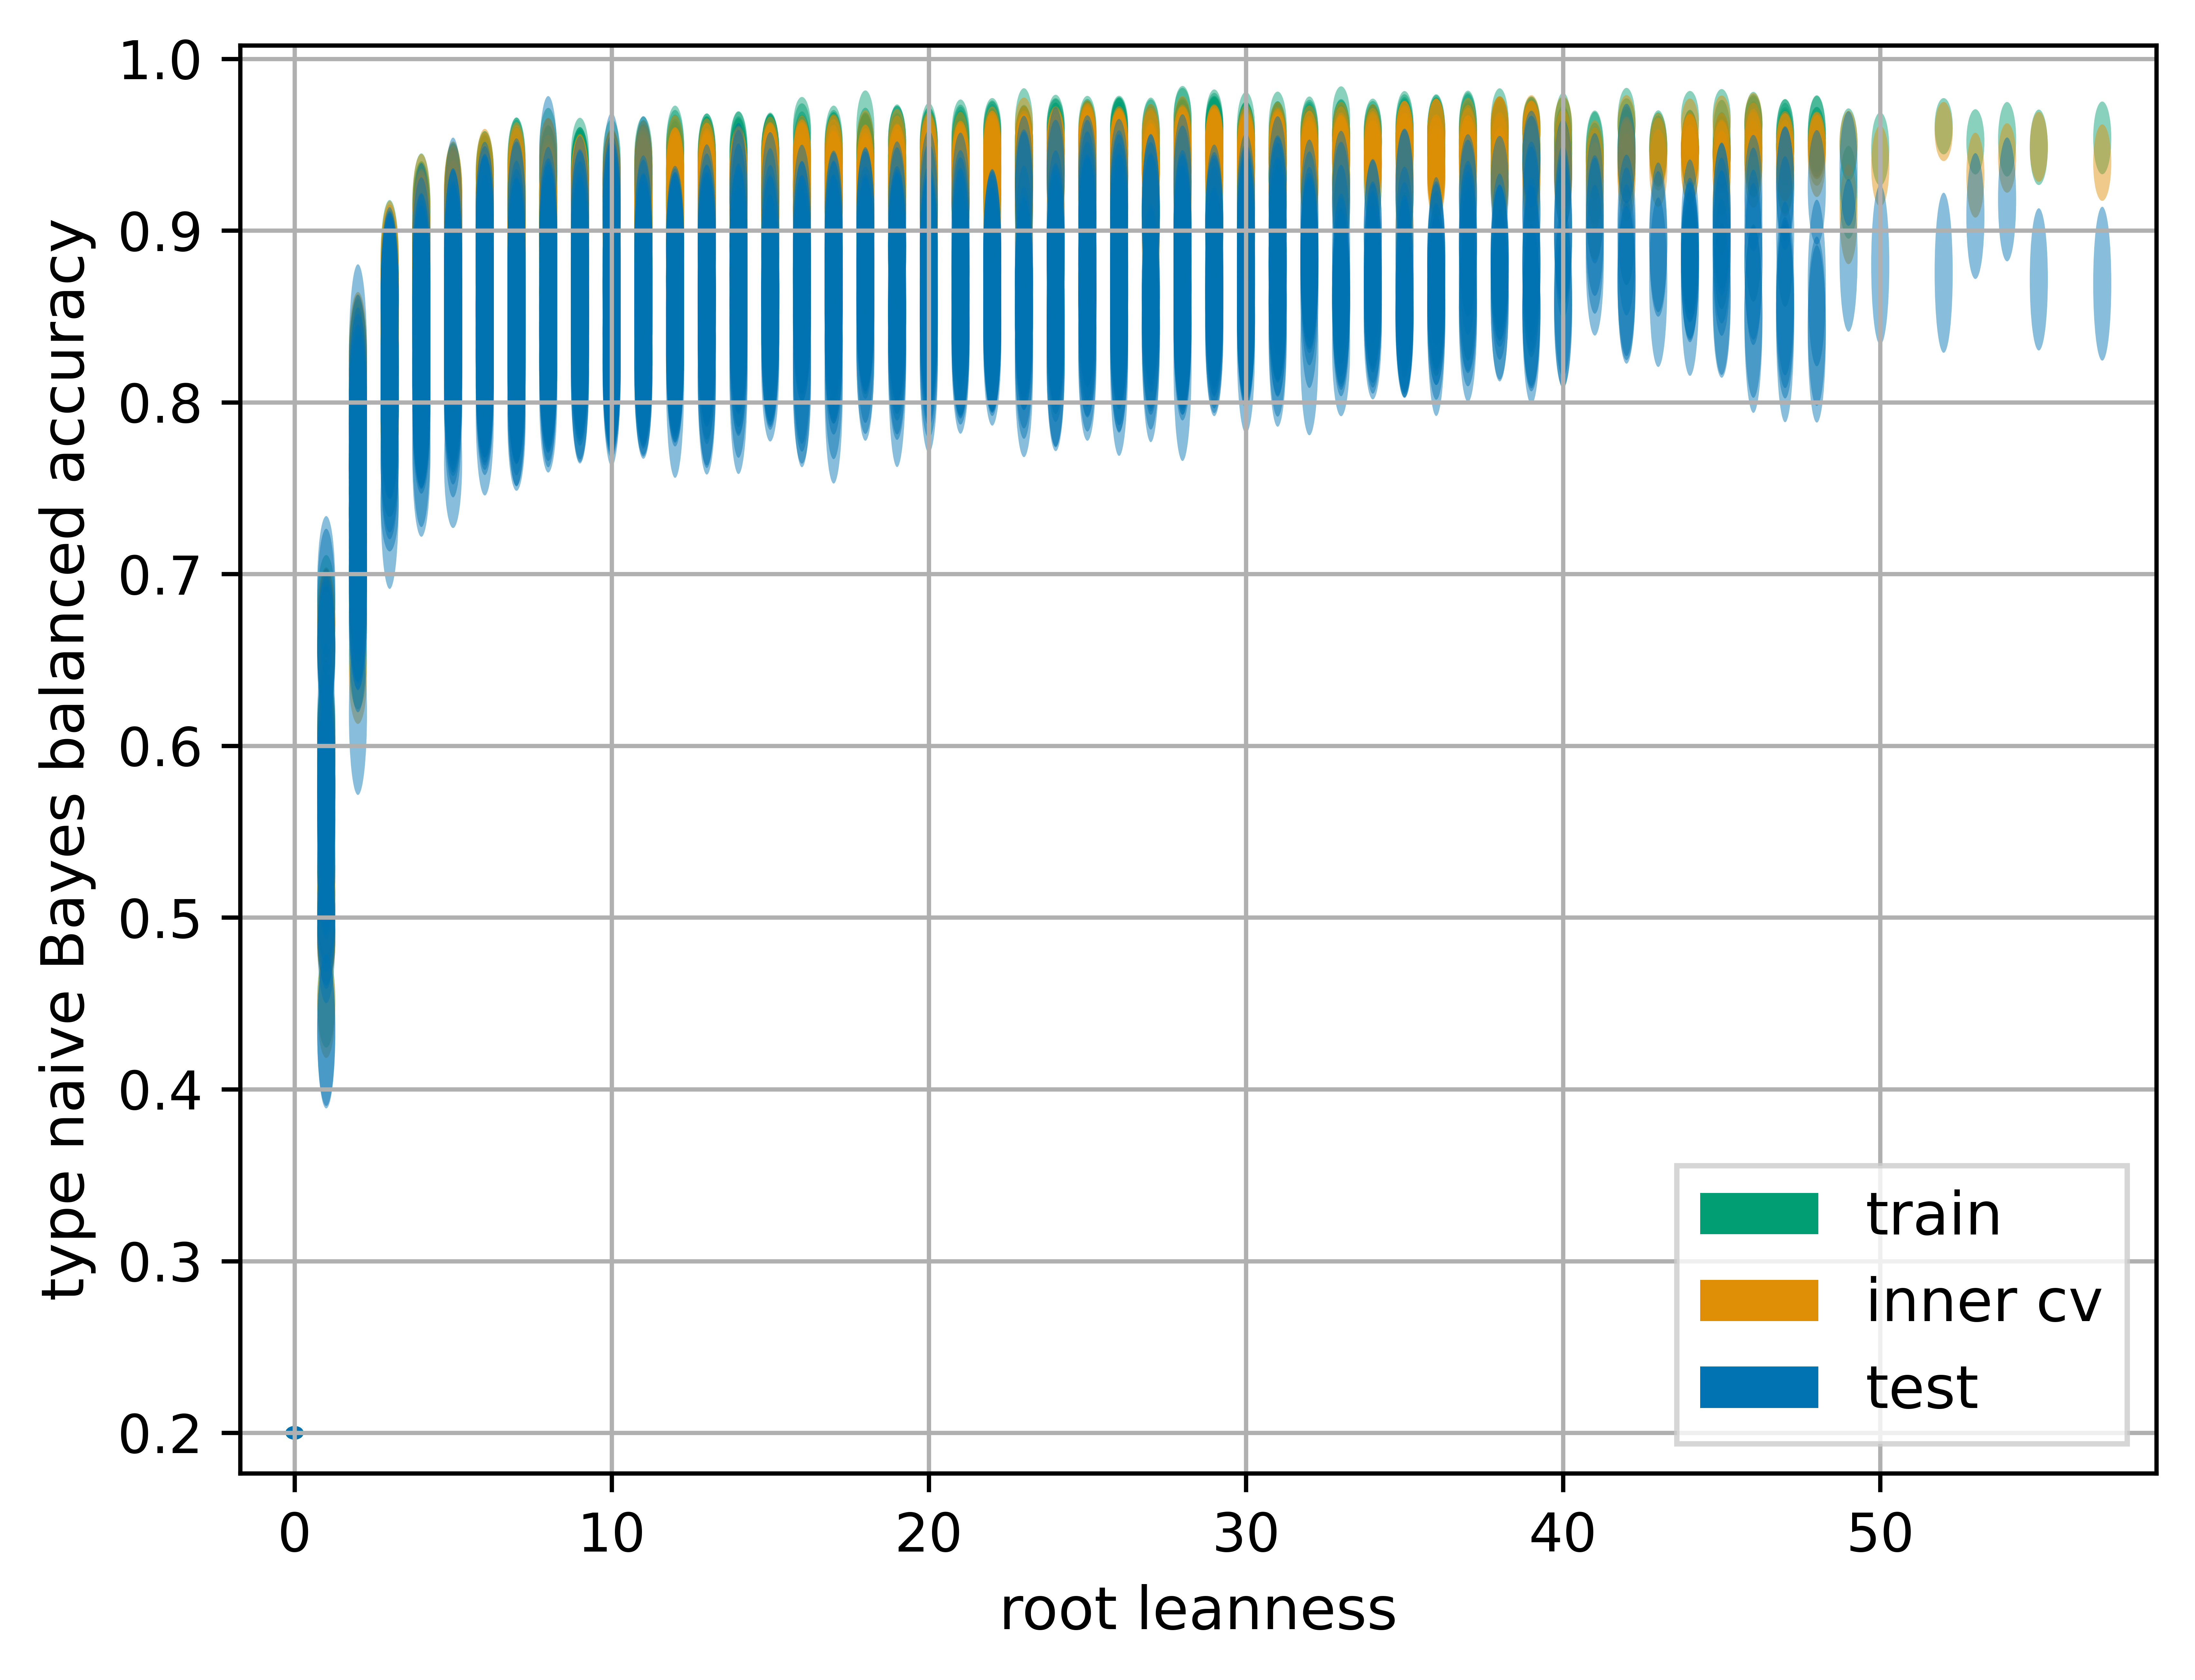 1.0
0.9
0.8
0.7
0.6
0.5
0.4
0.3
0.2
type naive Bayes balanced accuracy
0 10 20 30 40 50
root leanness
train
inner cv
test